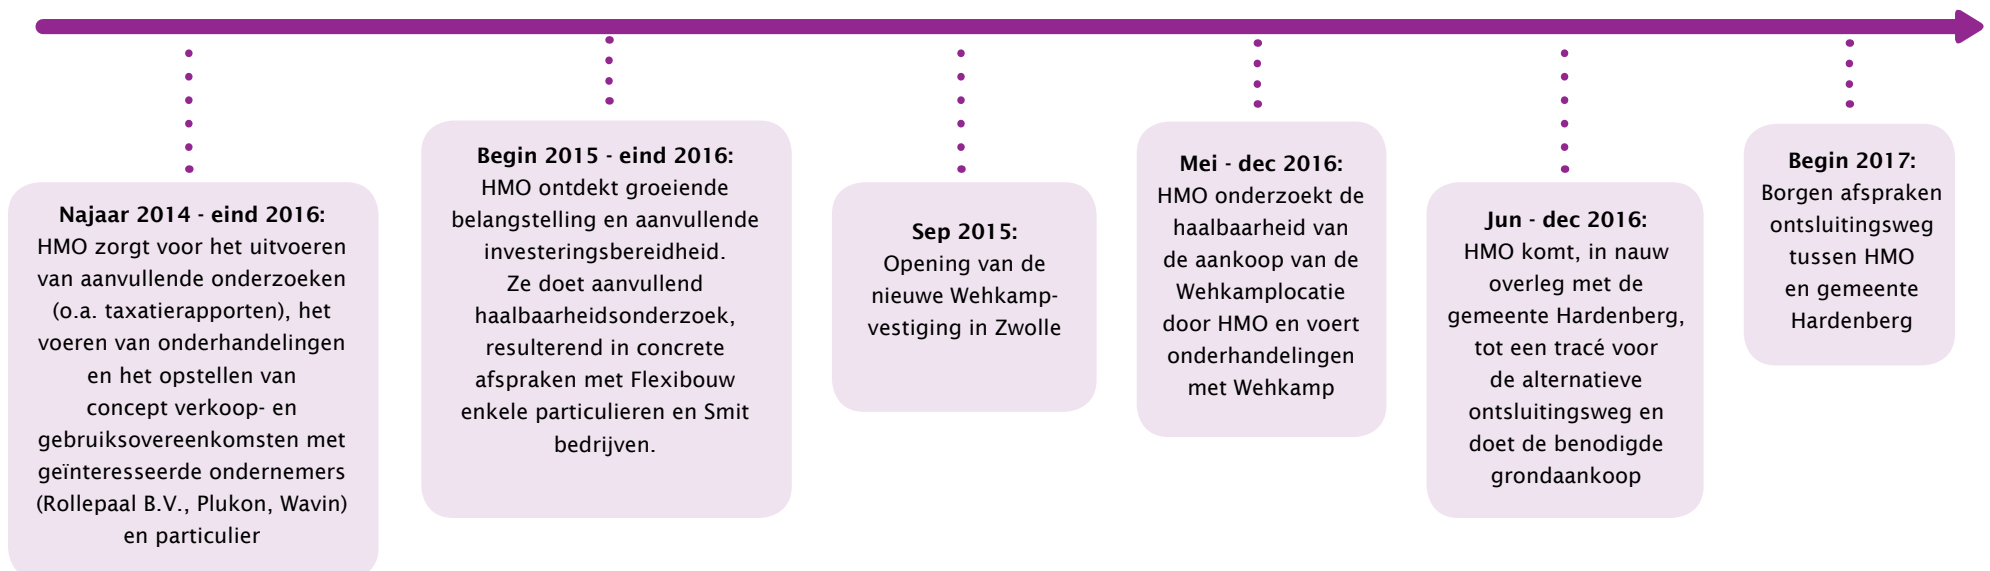 Najaar 2014 - eind 2016:
HMO zorgt voor het uitvoeren
van aanvullende onderzoeken
(o.a. taxatierapporten), het
voeren van onderhandelingen
en het opstellen van
concept verkoop- en
gebruiksovereenkomsten met
geïnteresseerde ondernemers
(Rollepaal B.V., Plukon, Wavin)
en particulier
Begin 2015 - eind 2016:
HMO ontdekt groeiende
belangstelling en aanvullende
investeringsbereidheid.
Ze doet aanvullend
haalbaarheidsonderzoek,
resulterend in concrete
afspraken met Flexibouw
enkele particulieren en Smit
bedrijven.
Sep 2015:
Opening van de
nieuwe Wehkamp-
vestiging in Zwolle
Mei - dec 2016:
HMO onderzoekt de
haalbaarheid van
de aankoop van de
Wehkamplocatie
door HMO en voert
onderhandelingen
met Wehkamp
Jun - dec 2016:
HMO komt, in nauw
overleg met de
gemeente Hardenberg,
tot een tracé voor
de alternatieve
ontsluitingsweg en
doet de benodigde
grondaankoop
Begin 2017:
Borgen afspraken
ontsluitingsweg
tussen HMO
en gemeente
Hardenberg